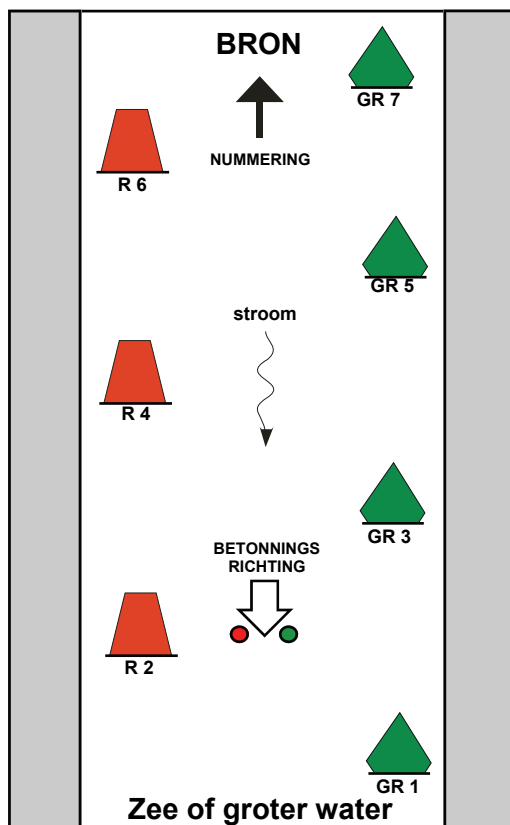 BRON
GR 7
NUMMERING
R 6
GR 5
stroom
R 4
GR 3
BETONNINGS
RICHTING
R 2
GR 1
Zee of groter water